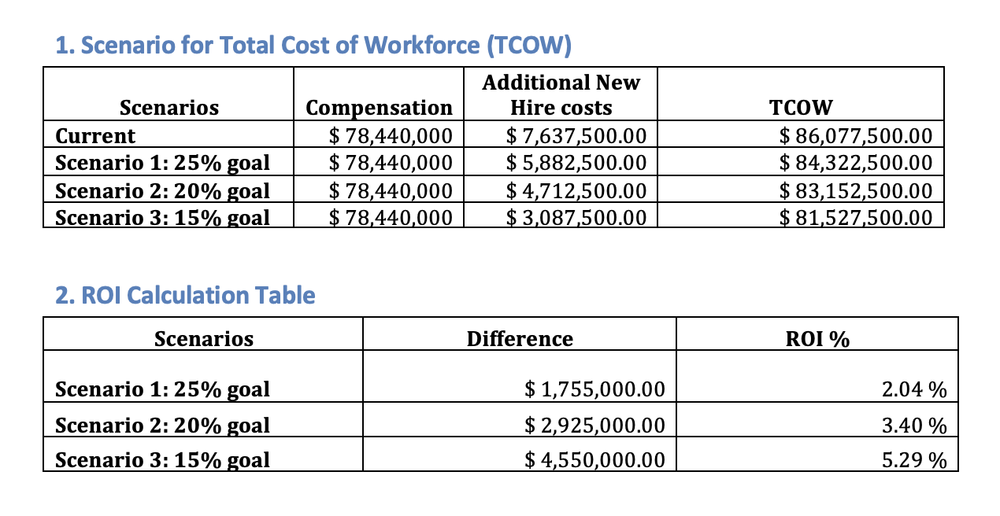 1. Scenario for Total Cost of Workforce (TCOW)
Scenarios Compensation Additional New Hire costs TCOW
Current $ 78,440,000 $ 7,637,500.00 $ 86,077,500.00
Scenario 1: 25% goal $ 78,440,000 $ 5,882,500.00 $ 84,322,500.00
Scenario 2: 20% goal $ 78,440,000 $ 4,712,500.00 $ 83,152,500.00
Scenario 3: 15% goal $ 78,440,000 $ 3,087,500.00 $ 81,527,500.00
2. ROI Calculation Table
Scenarios Difference ROI %
Scenario 1: 25% goal $ 1,755,000.00 2.04 %
Scenario 2: 20% goal $ 2,925,000.00 3.40 %
Scenario 3: 15% goal $ 4,550,000.00 5.29 %